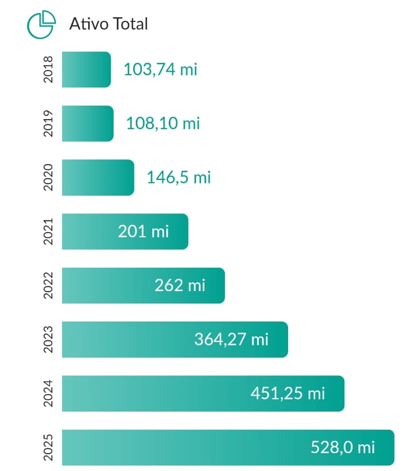 Ativo Total
2018 103,74 mi
2019 108,10 mi
2020 146,5 mi
2021 201 mi
2022 262 mi
2023 364,27 mi
2024 451,25 mi
2025 528,0 mi